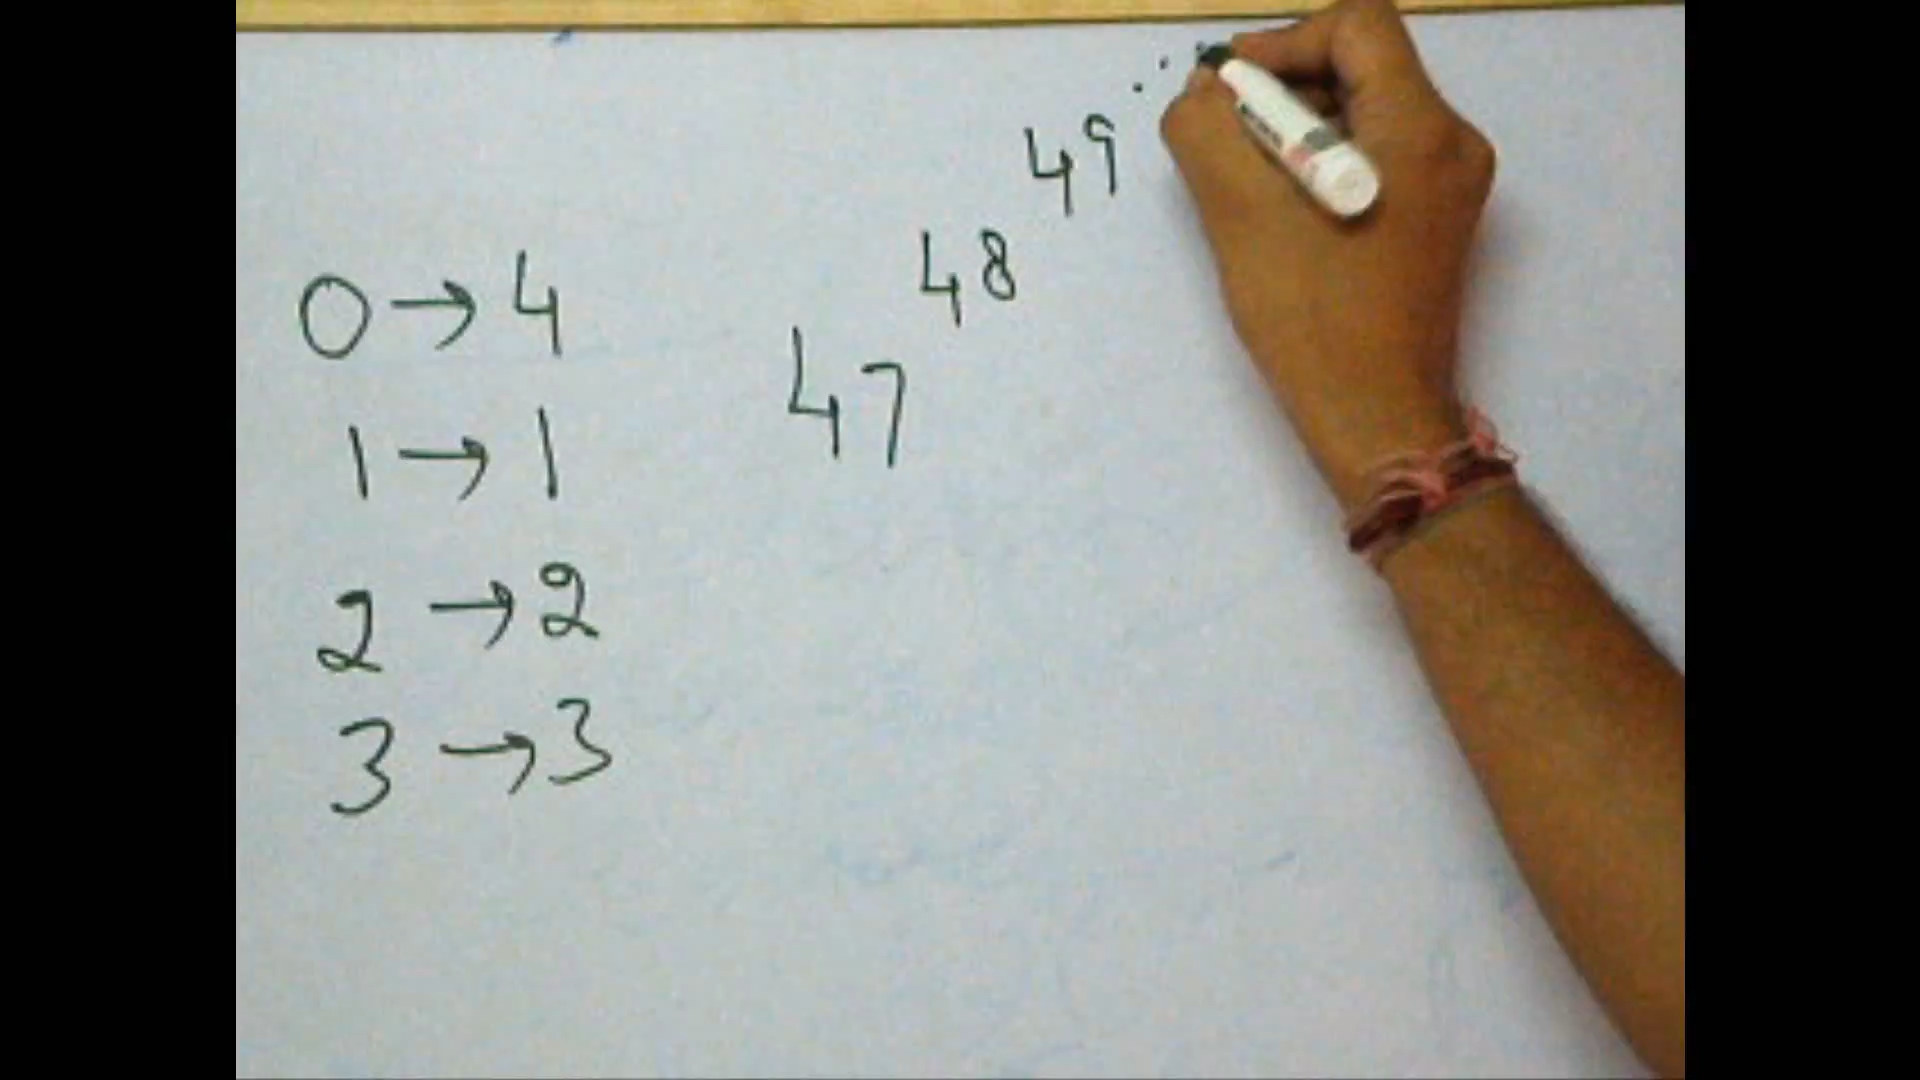 0 → 4
1 → 1
2 → 2
3 → 3
47 48 49 ...